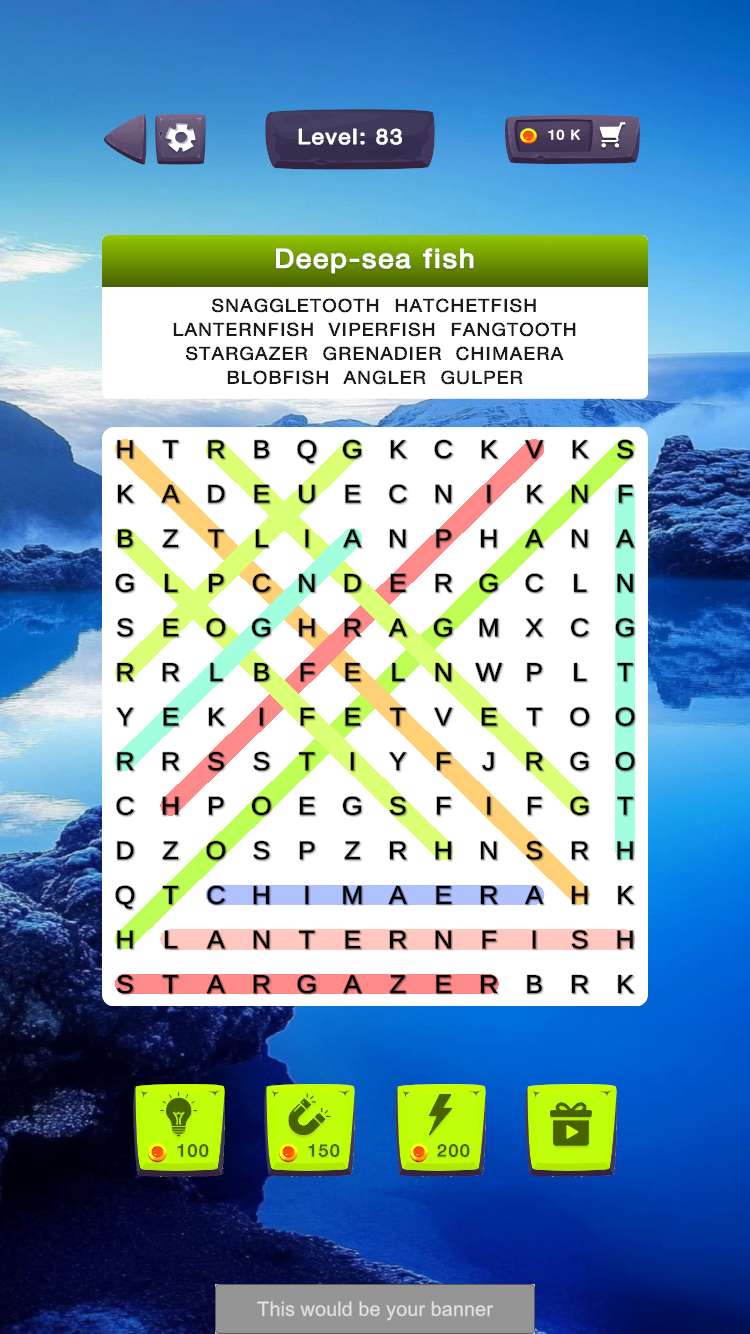 Level: 83
10 K
Deep-sea fish
SNAGGLETOOTH HATCHETFISH
LANTERNFISH VIPERFISH FANGTOOTH
STARGAZER GRENADIER CHIMAERA
BLOBFISH ANGLER GULPER
H T R B Q G K C K V K S
K A D E U E C N I K N F
B Z T L I A N P H A N A
G L P C N D E R G C L N
S E O G H R A G M X C G
R R L B F E L N W P L T
Y E K I F E T V E T O O
R R S S T I Y F J R G O
C H P O E G S F I F G T
D Z O S P Z R H N S R H
Q T C H I M A E R A H K
H L A N T E R N F I S H
S T A R G A Z E R B R K
100 150 200
This would be your banner